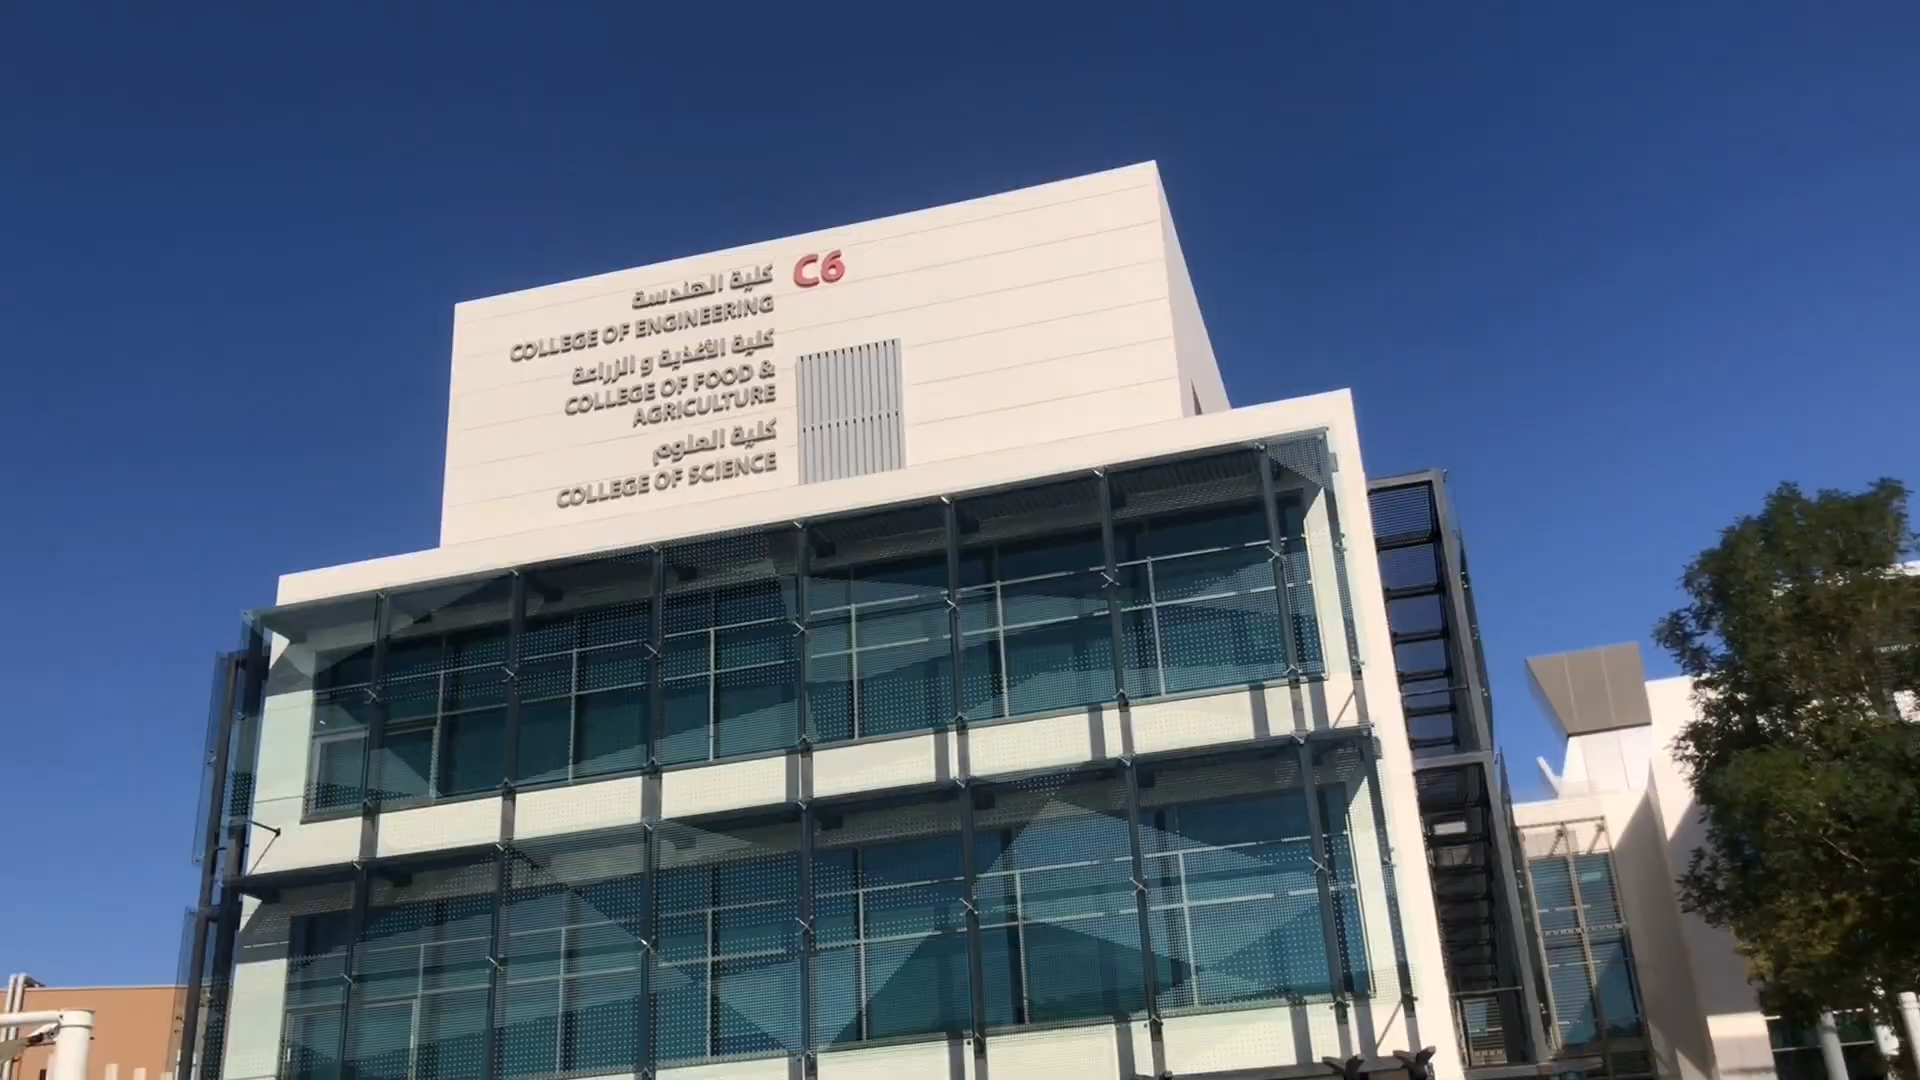 كلية الهندسة
C6
COLLEGE OF ENGINEERING
كلية الأغذية و الزراعة
COLLEGE OF FOOD &
AGRICULTURE
كلية العلوم
COLLEGE OF SCIENCE